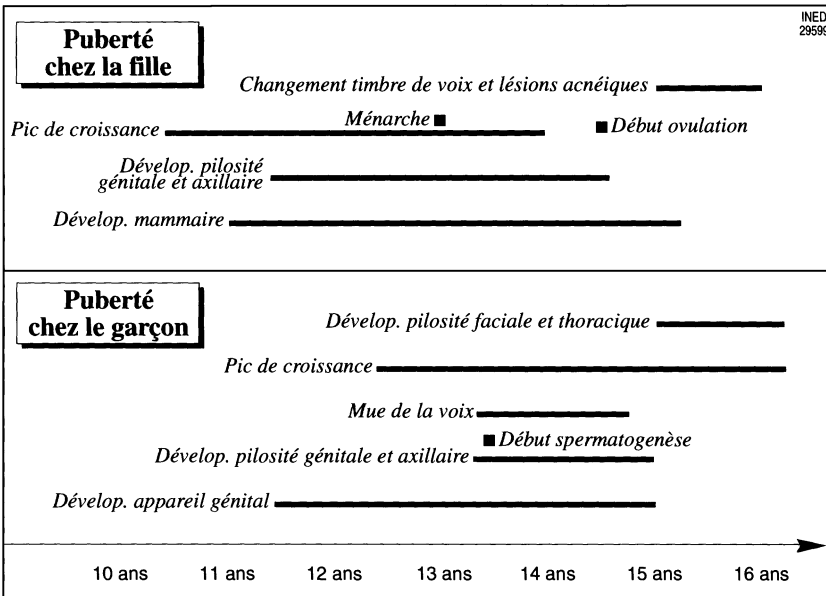 INED
29599
Puberté
chez la fille
Changement timbre de voix et lésions acnéiques
Ménarche
Début ovulation
Pic de croissance
Dévelop. pilosité
génitale et axillaire
Dévelop. mammaire
Puberté
chez le garçon
Dévelop. pilosité faciale et thoracique
Pic de croissance
Mue de la voix
Début spermatogenèse
Dévelop. pilosité génitale et axillaire
Dévelop. appareil génital
10 ans 11 ans 12 ans 13 ans 14 ans 15 ans 16 ans